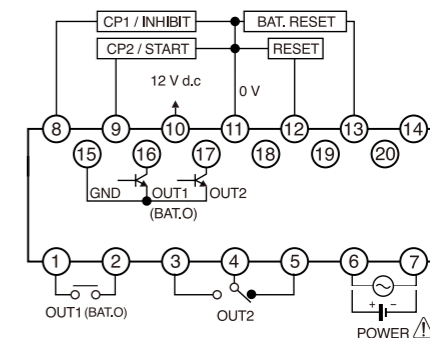 CP1 / INHIBIT
BAT. RESET
CP2 / START
RESET
12 V d.c
0 V
8 9 10 11 12 13 14
15 16 17 18 19 20
GND OUT1 OUT2
(BAT.O)
1 2 3 4 5 6 7
+ −
OUT1 (BAT.O)
OUT2
POWER ⚠